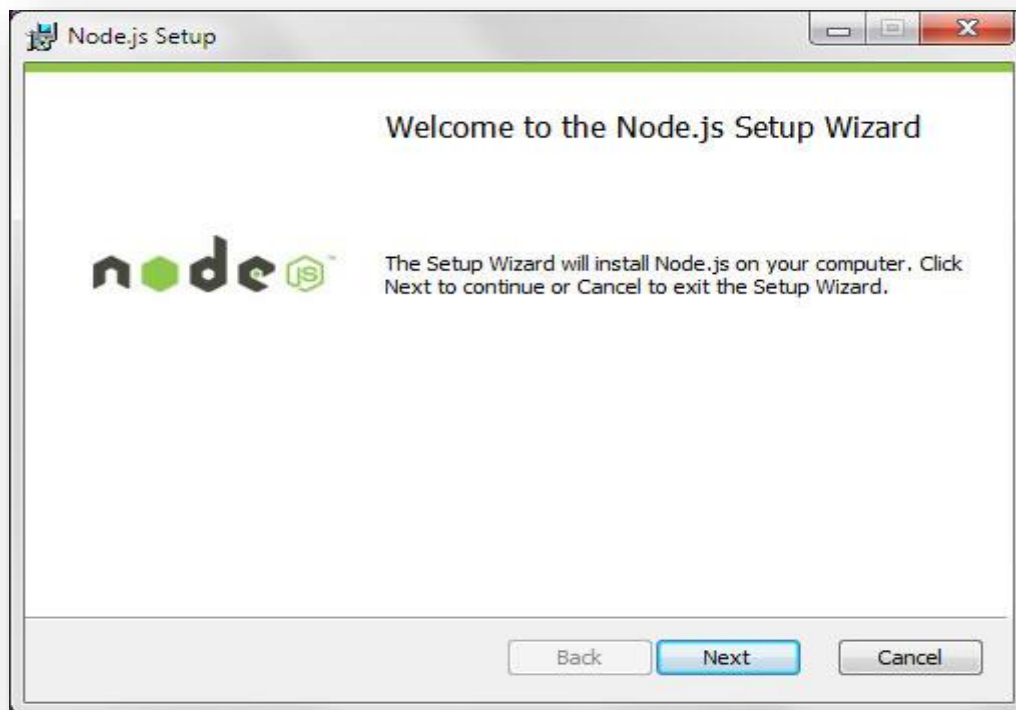 Node.js Setup
Welcome to the Node.js Setup Wizard
node JS™
The Setup Wizard will install Node.js on your computer. Click
Next to continue or Cancel to exit the Setup Wizard.
Back Next Cancel